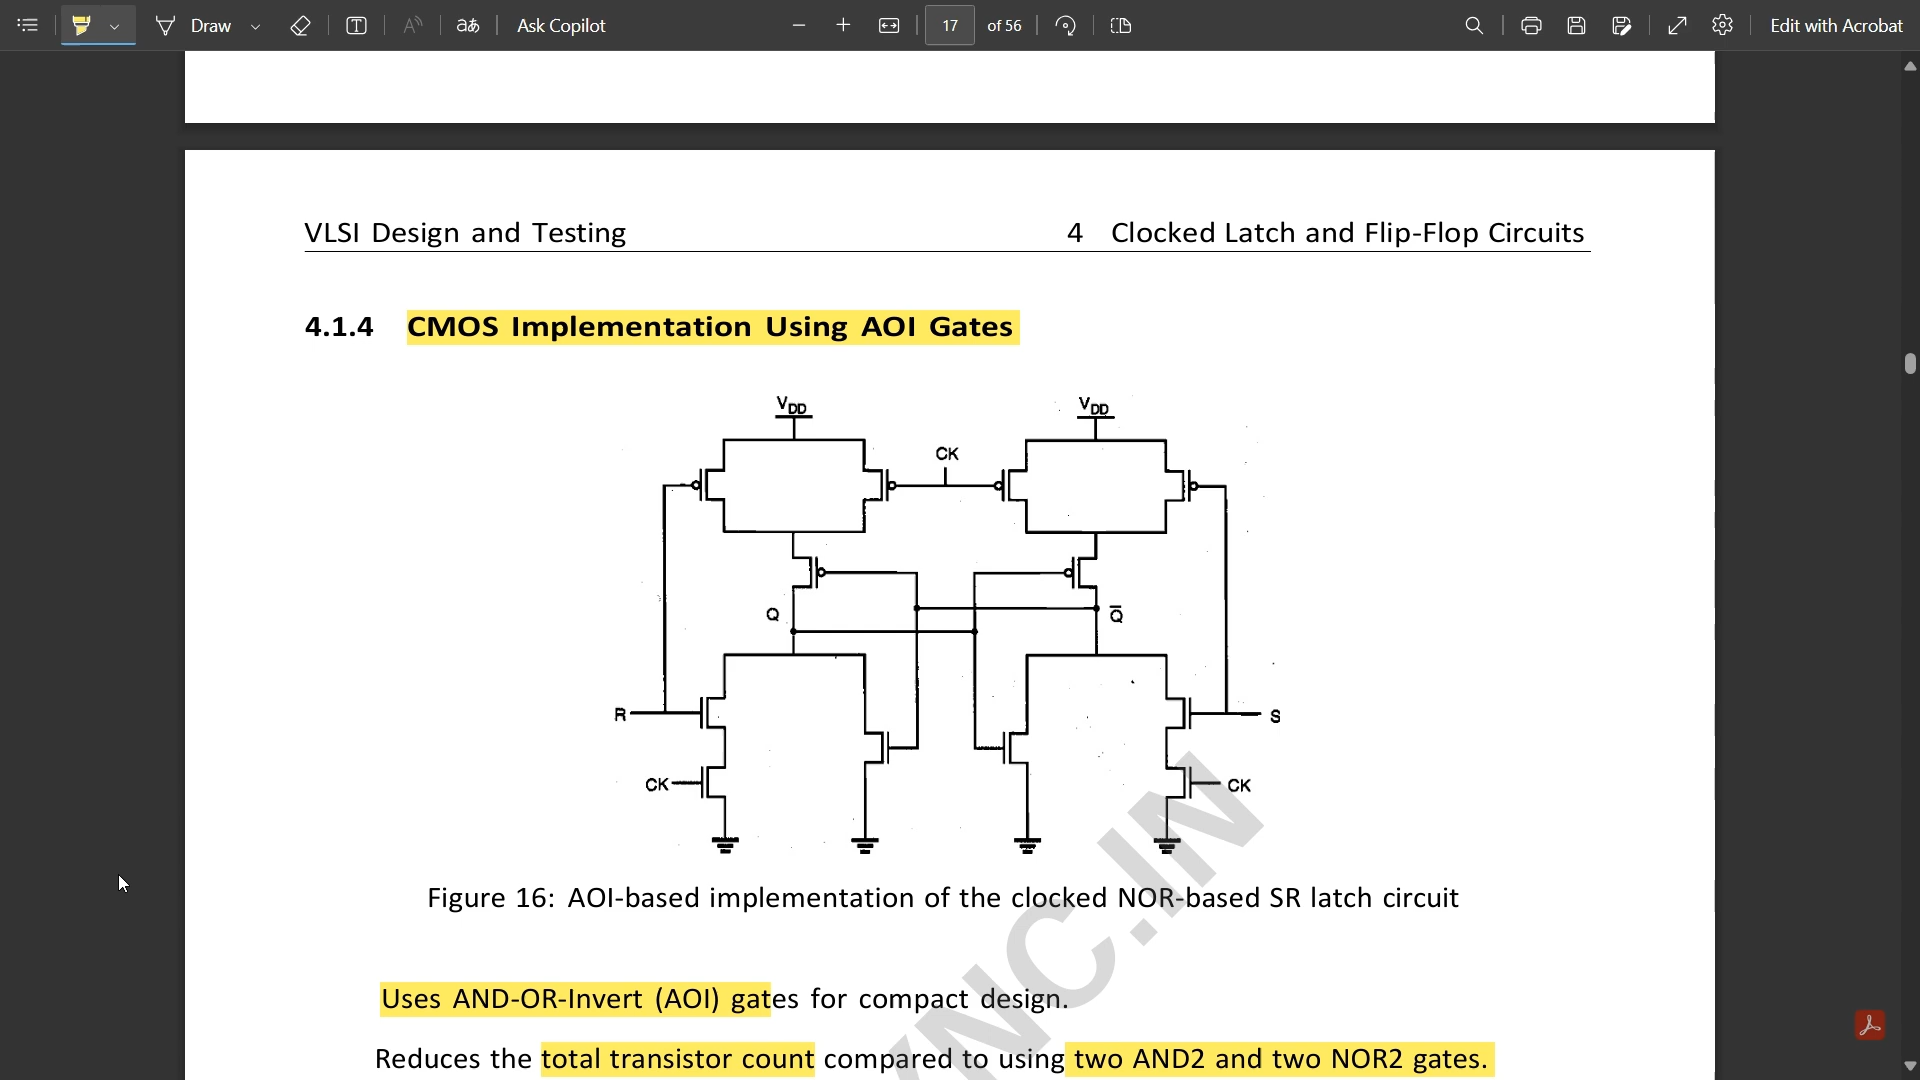 Draw
Ask Copilot
17 of 56
Edit with Acrobat
VLSI Design and Testing
4 Clocked Latch and Flip-Flop Circuits
4.1.4 CMOS Implementation Using AOI Gates
VDD
VDD
CK
Q
Q̅
R
S
CK
CK
Figure 16: AOI-based implementation of the clocked NOR-based SR latch circuit
Uses AND-OR-Invert (AOI) gates for compact design.
Reduces the total transistor count compared to using two AND2 and two NOR2 gates.